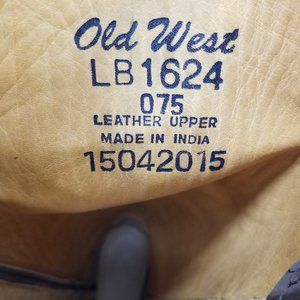 Old West
LB1624
075
LEATHER UPPER
MADE IN INDIA
15042015